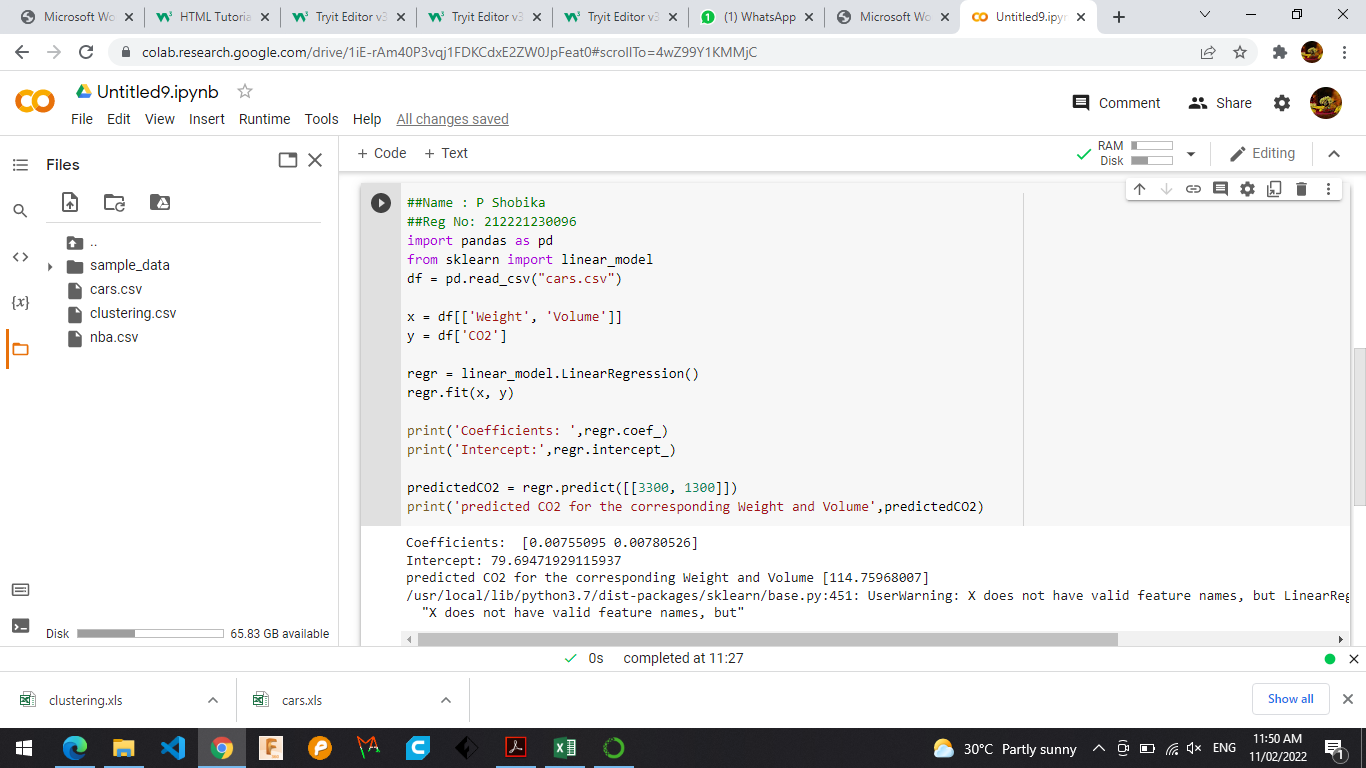 Microsoft Wo
HTML Tutoria
Tryit Editor v3
Tryit Editor v3
Tryit Editor v3
(1) WhatsApp
Microsoft Wo
Untitled9.ipyn
colab.research.google.com/drive/1iE-rAm40P3vqj1FDKCdxE2ZW0JpFeat0#scrollTo=4wZ99Y1KMMjC
Untitled9.ipynb
Comment
Share
File Edit View Insert Runtime Tools Help All changes saved
Files
+ Code + Text
RAM
Disk
Editing
..
sample_data
cars.csv
clustering.csv
nba.csv
{x}
Disk
65.83 GB available
##Name : P Shobika
##Reg No: 212221230096
import pandas as pd
from sklearn import linear_model
df = pd.read_csv("cars.csv")
x = df[['Weight', 'Volume']]
y = df['CO2']
regr = linear_model.LinearRegression()
regr.fit(x, y)
print('Coefficients: ',regr.coef_)
print('Intercept:',regr.intercept_)
predictedCO2 = regr.predict([[3300, 1300]])
print('predicted CO2 for the corresponding Weight and Volume',predictedCO2)
Coefficients:  [0.00755095 0.00780526]
Intercept: 79.69471929115937
predicted CO2 for the corresponding Weight and Volume [114.75968007]
/usr/local/lib/python3.7/dist-packages/sklearn/base.py:451: UserWarning: X does not have valid feature names, but LinearReg
"X does not have valid feature names, but"
0s completed at 11:27
clustering.xls
cars.xls
Show all
30°C Partly sunny
ENG
11:50 AM
11/02/2022
1